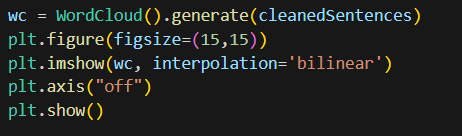 wc = WordCloud().generate(cleanedSentences)
plt.figure(figsize=(15,15))
plt.imshow(wc, interpolation='bilinear')
plt.axis("off")
plt.show()